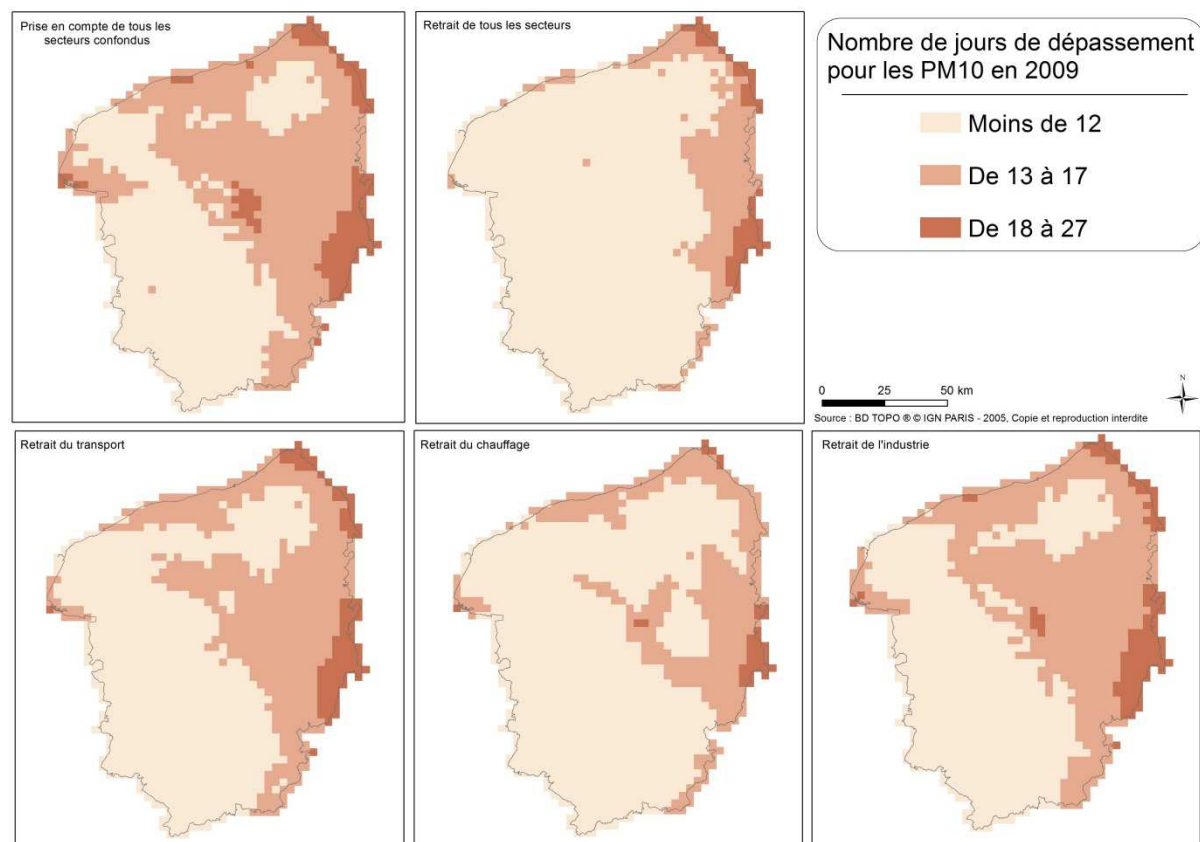 Prise en compte de tous les
secteurs confondus
Retrait de tous les secteurs
Nombre de jours de dépassement
pour les PM10 en 2009
Moins de 12
De 13 à 17
De 18 à 27
0 25 50 km
N
Source : BD TOPO ® © IGN PARIS - 2005, Copie et reproduction interdite
Retrait du transport
Retrait du chauffage
Retrait de l'industrie